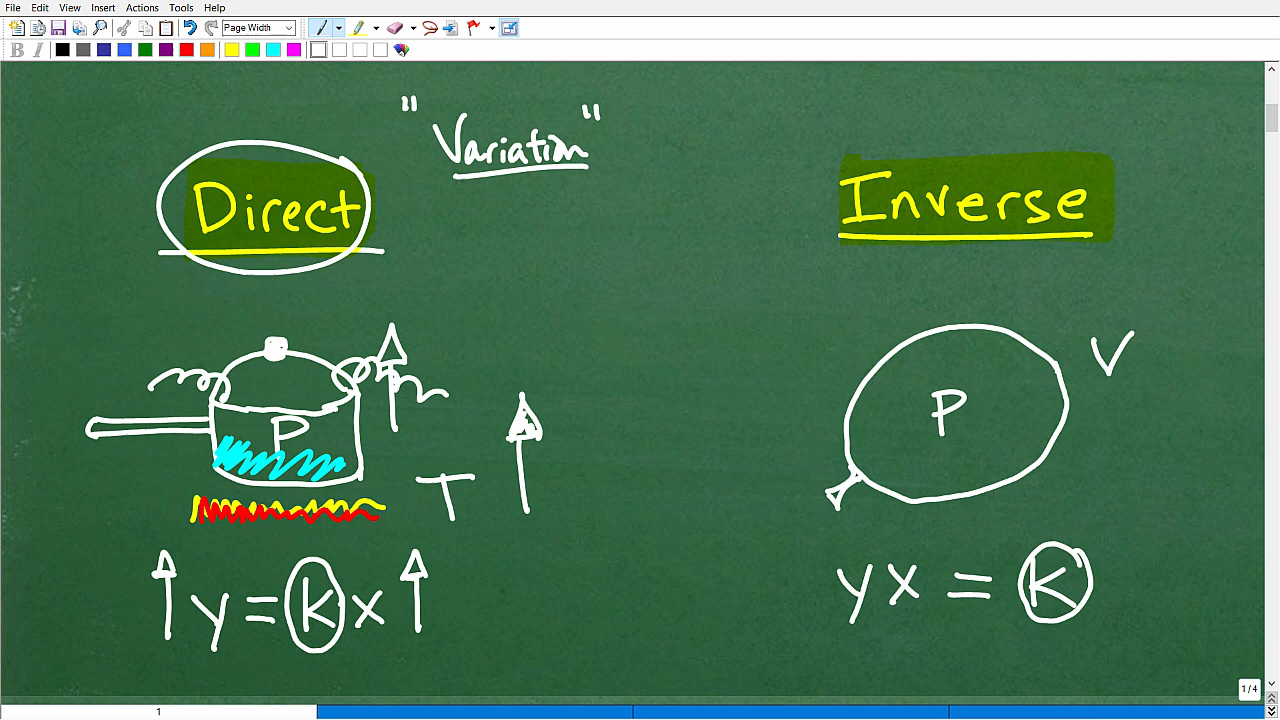 File Edit View Insert Actions Tools Help
Page Width
B I
"Variation"
Direct
Inverse
P
T
V
P
y = k x
yx = K
1/4
1